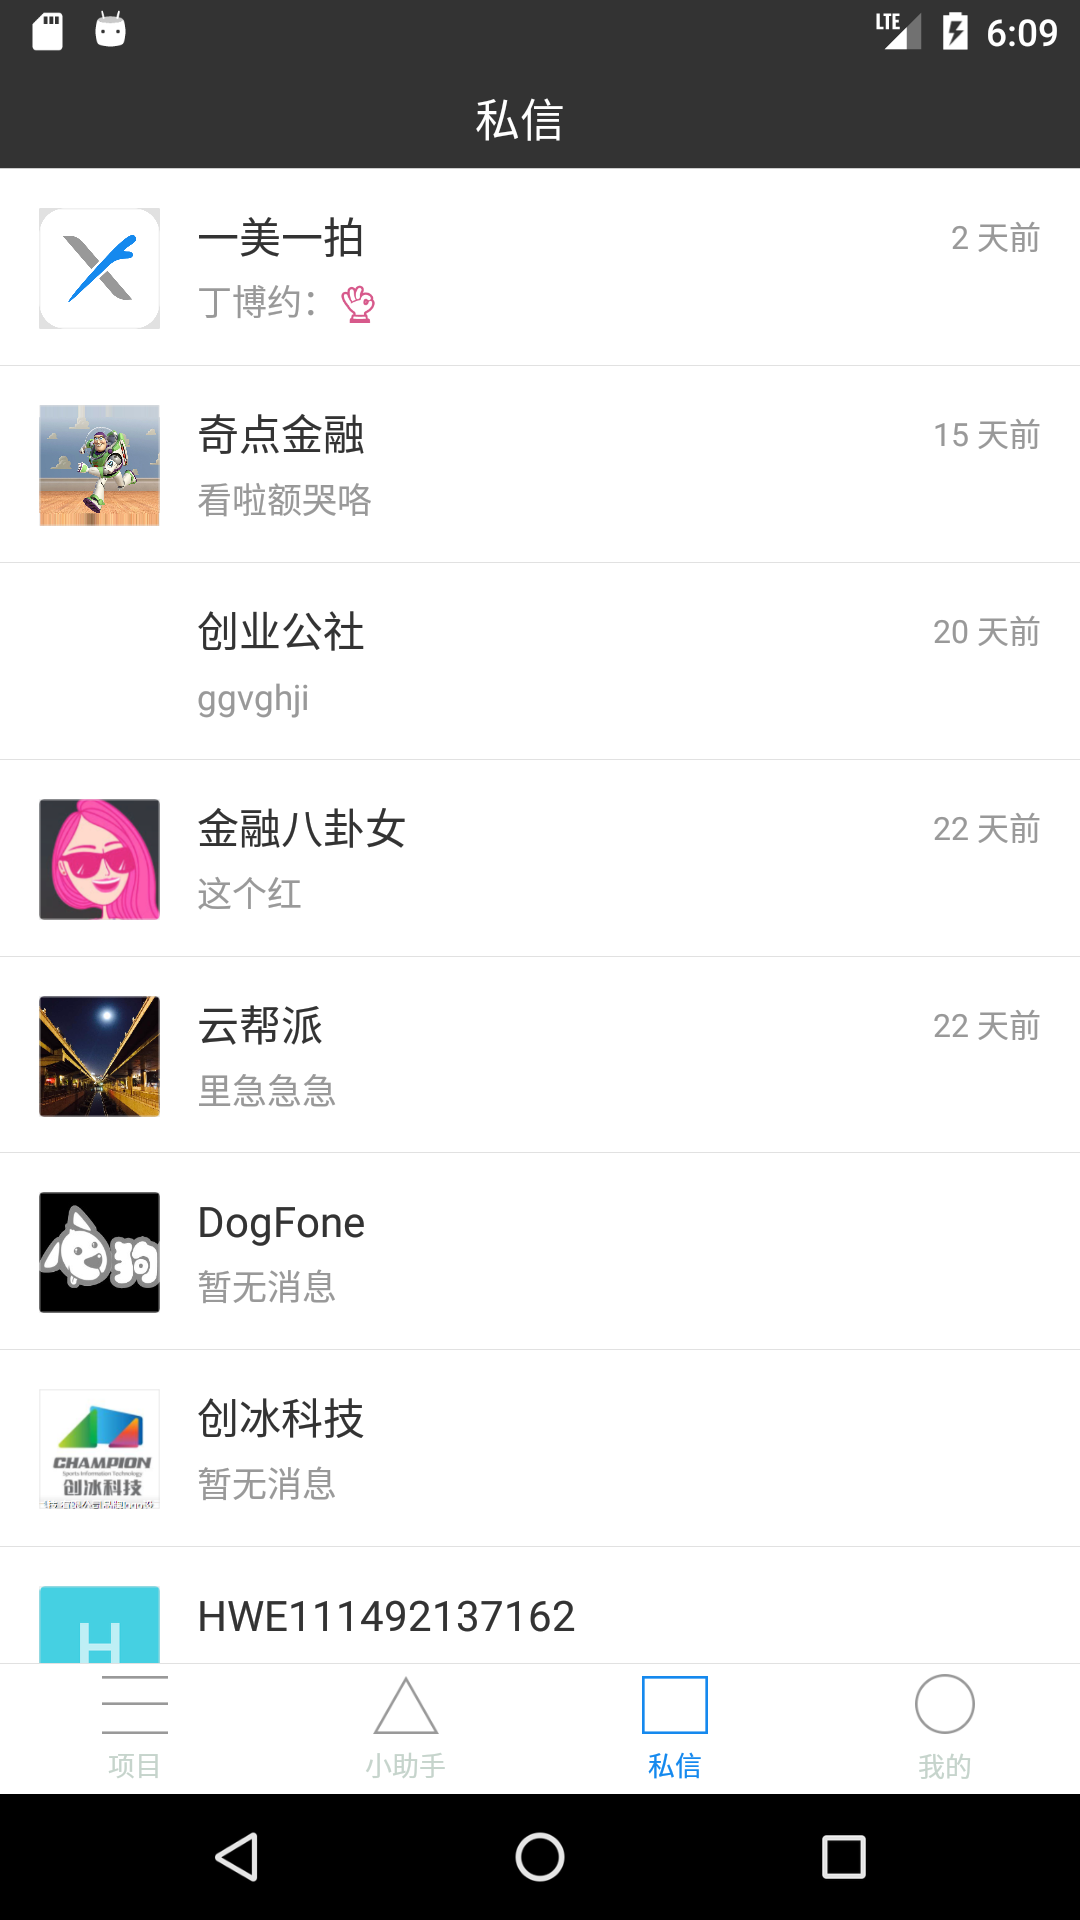 LTE 6:09
私信
一美一拍 2 天前
丁博约：
奇点金融 15 天前
看啦额哭咯
创业公社 20 天前
ggvghji
金融八卦女 22 天前
这个红
云帮派 22 天前
里急急急
DogFone
暂无消息
狗
创冰科技
暂无消息
CHAMPION
Sports Information Technology
创冰科技
HWE111492137162
H
项目 小助手 私信 我的